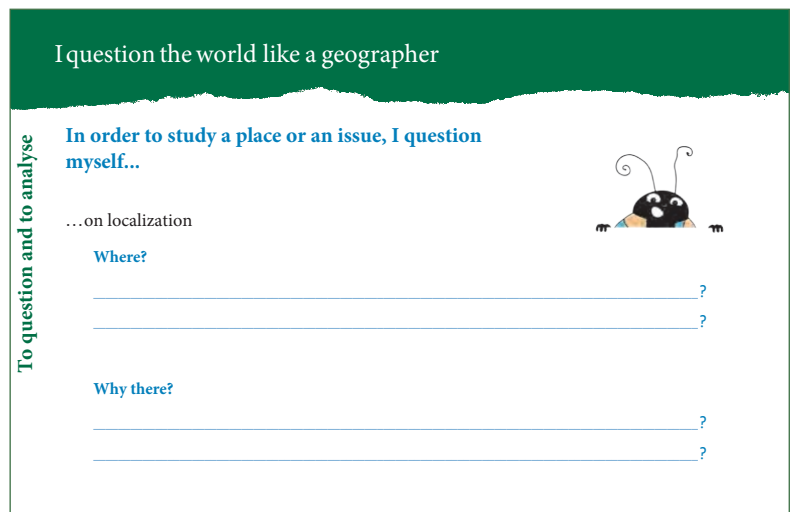 I question the world like a geographer
To question and to analyse
In order to study a place or an issue, I question
myself...
…on localization
Where?
?
?
Why there?
?
?